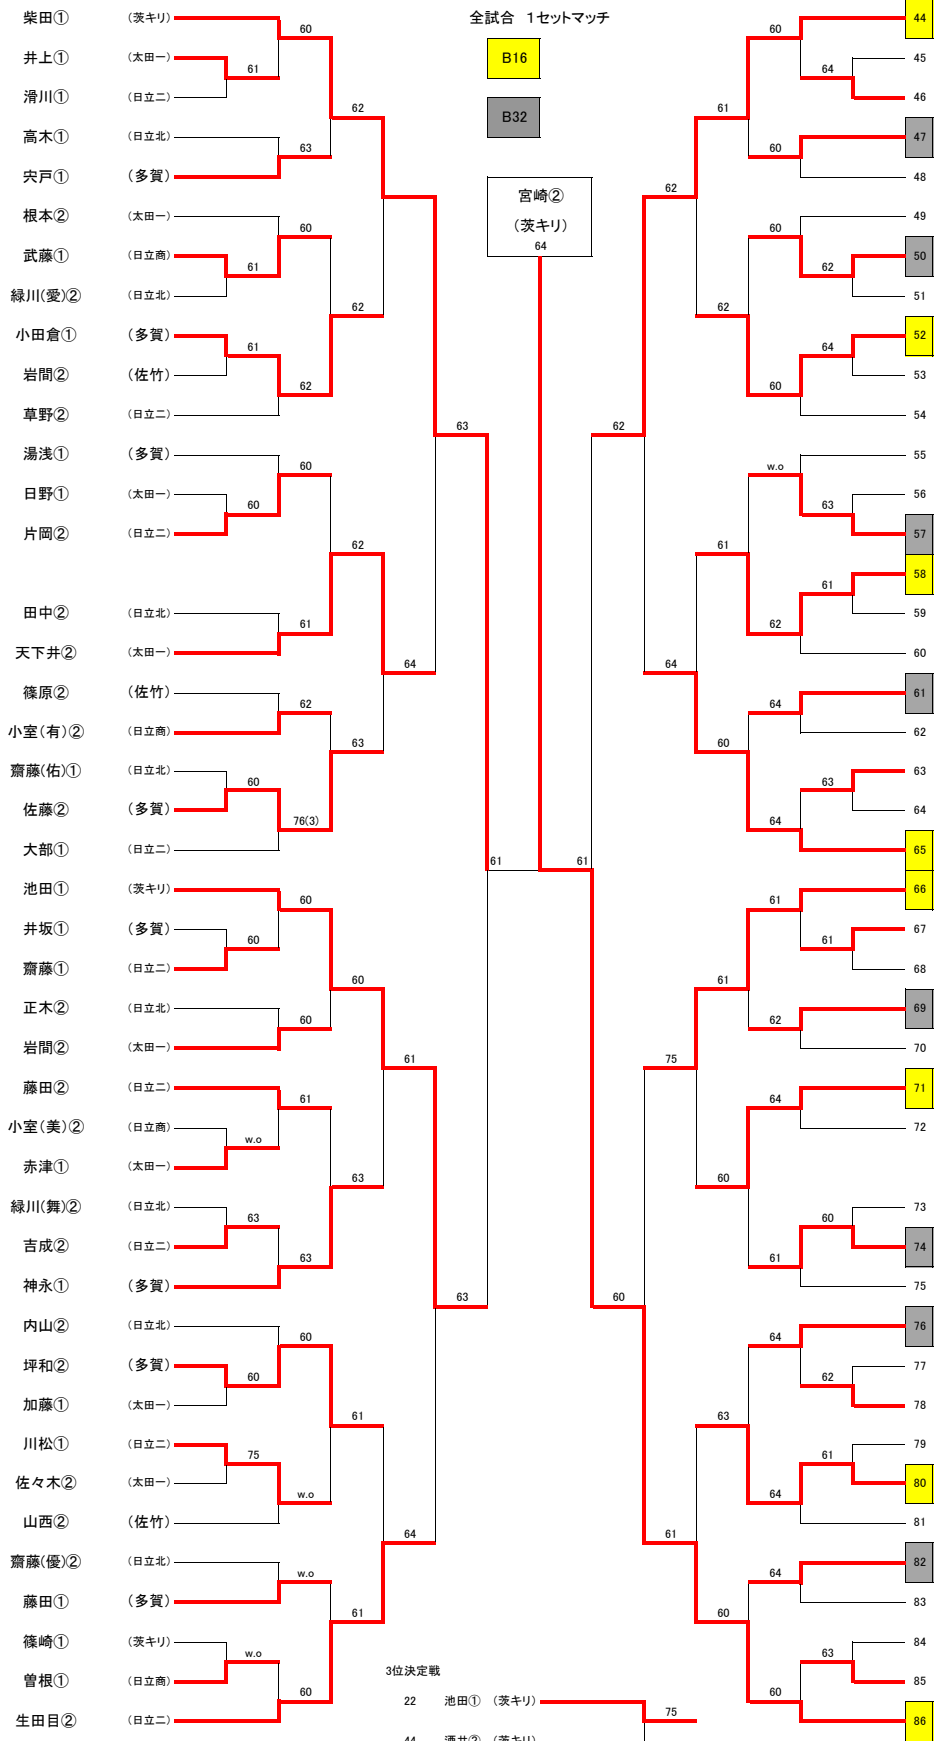 全試合 1セットマッチ
B16
B32
宮崎②
(茨キリ)
64
柴田① (茨キリ)
井上① (太田一)
滑川① (日立二)
高木① (日立北)
宍戸① (多賀)
根本② (太田一)
武藤① (日立商)
緑川(愛)② (日立北)
小田倉① (多賀)
岩間② (佐竹)
草野② (日立二)
湯浅① (多賀)
日野① (太田一)
片岡② (日立二)
田中② (日立北)
天下井② (太田一)
篠原② (佐竹)
小室(有)② (日立商)
齋藤(佑)① (日立北)
佐藤② (多賀)
大部① (日立二)
池田① (茨キリ)
井坂① (多賀)
齋藤① (日立二)
正木② (日立北)
岩間② (太田一)
藤田② (日立二)
小室(美)② (日立商)
赤津① (太田一)
緑川(舞)② (日立北)
吉成② (日立二)
神永① (多賀)
内山② (日立北)
坪和② (多賀)
加藤① (太田一)
川松① (日立二)
佐々木② (太田一)
山西② (佐竹)
齋藤(優)② (日立北)
藤田① (多賀)
篠崎① (茨キリ)
曽根① (日立商)
生田目② (日立二)
61
61
61
60
60
60
w.o
63
60
75
w.o
60
63
60
62
60
61
62
76(3)
60
60
61
63
60
w.o
w.o
60
62
62
62
63
60
63
61
61
63
64
61
64
63
61
61
62
60
62
64
75
61
61
62
61
60
61
60
63
60
60
60
60
60
w.o
62
64
64
61
62
64
61
64
64
64
60
64
62
64
63
61
63
61
60
62
61
63
44
45
46
47
48
49
50
51
52
53
54
55
56
57
58
59
60
61
62
63
64
65
66
67
68
69
70
71
72
73
74
75
76
77
78
79
80
81
82
83
84
85
86
3位決定戦
22 池田① (茨キリ)
75
44 酒井② (茨キリ)